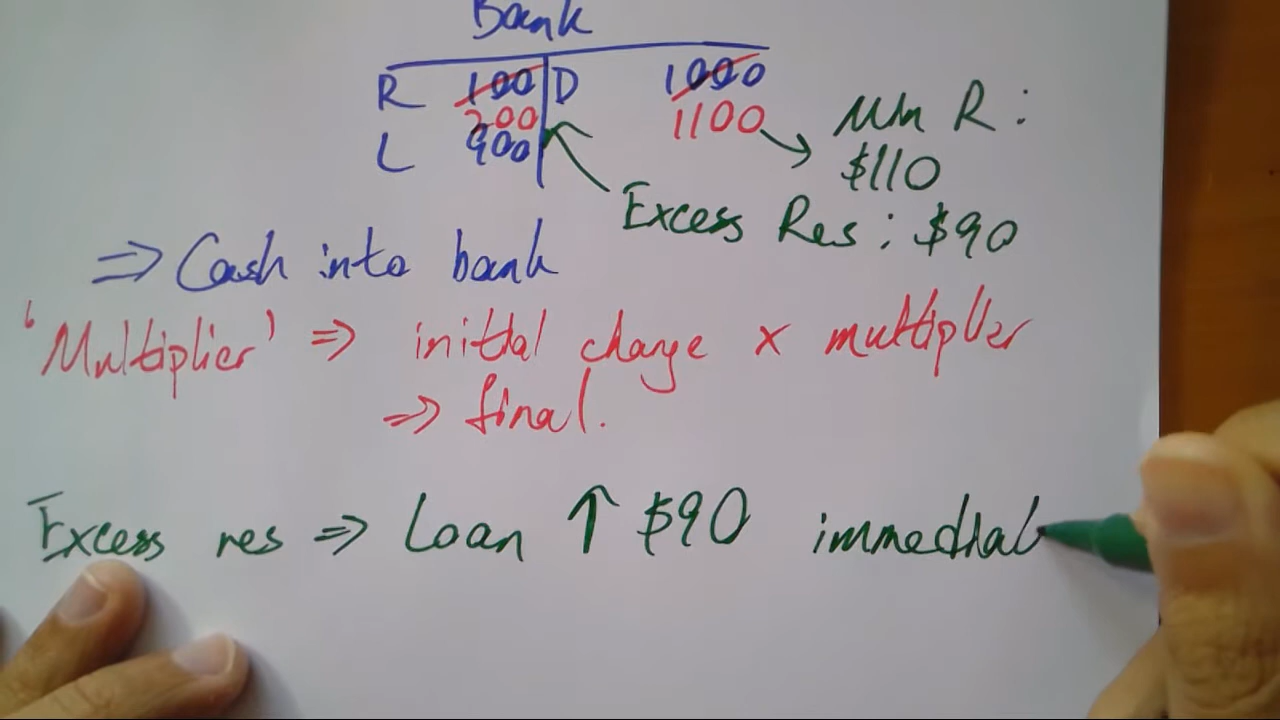 Bank
R 100 D 1000
200 1100
L 900
Min R :
$110
Excess Res : $90
⇒ Cash into bank
'Multiplier' ⇒ initial change × multiplier
⇒ final.
Excess res ⇒ Loan ↑ $90 immediat